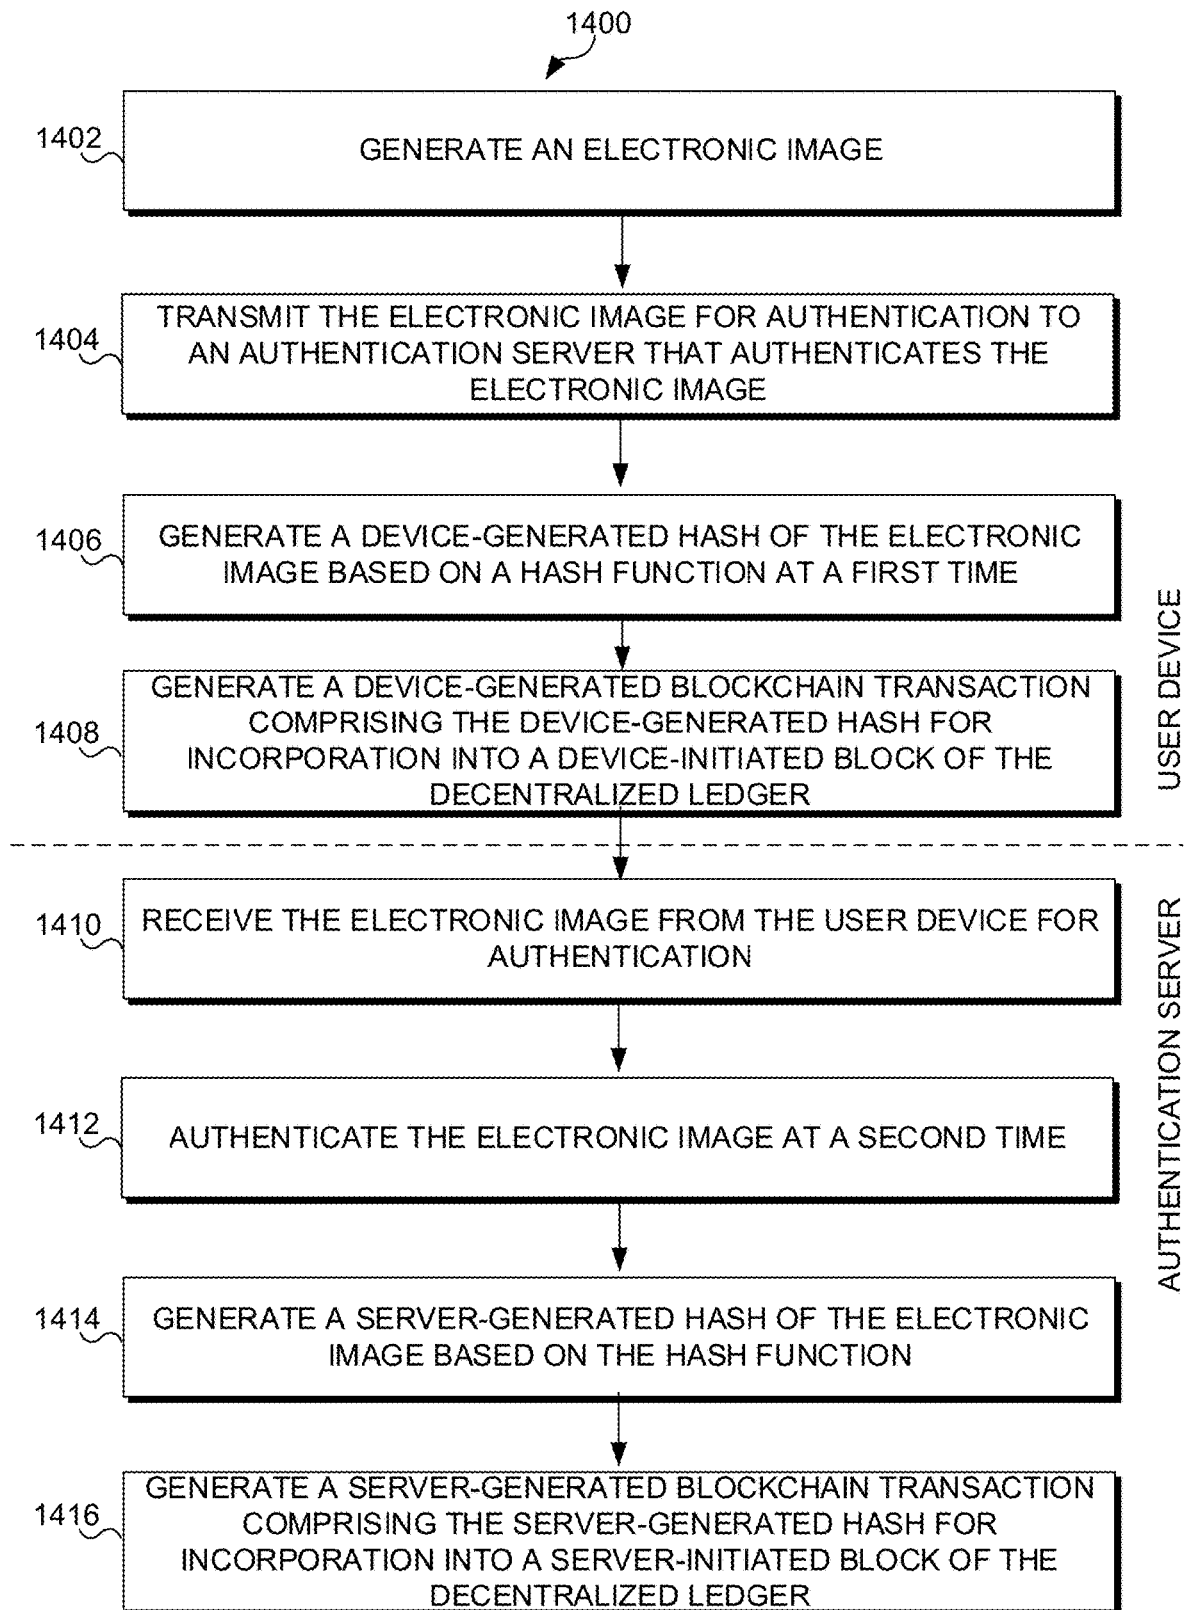 1400
1402
GENERATE AN ELECTRONIC IMAGE
1404
TRANSMIT THE ELECTRONIC IMAGE FOR AUTHENTICATION TO
AN AUTHENTICATION SERVER THAT AUTHENTICATES THE
ELECTRONIC IMAGE
1406
GENERATE A DEVICE-GENERATED HASH OF THE ELECTRONIC
IMAGE BASED ON A HASH FUNCTION AT A FIRST TIME
1408
GENERATE A DEVICE-GENERATED BLOCKCHAIN TRANSACTION
COMPRISING THE DEVICE-GENERATED HASH FOR
INCORPORATION INTO A DEVICE-INITIATED BLOCK OF THE
DECENTRALIZED LEDGER
USER DEVICE
1410
RECEIVE THE ELECTRONIC IMAGE FROM THE USER DEVICE FOR
AUTHENTICATION
1412
AUTHENTICATE THE ELECTRONIC IMAGE AT A SECOND TIME
1414
GENERATE A SERVER-GENERATED HASH OF THE ELECTRONIC
IMAGE BASED ON THE HASH FUNCTION
1416
GENERATE A SERVER-GENERATED BLOCKCHAIN TRANSACTION
COMPRISING THE SERVER-GENERATED HASH FOR
INCORPORATION INTO A SERVER-INITIATED BLOCK OF THE
DECENTRALIZED LEDGER
AUTHENTICATION SERVER